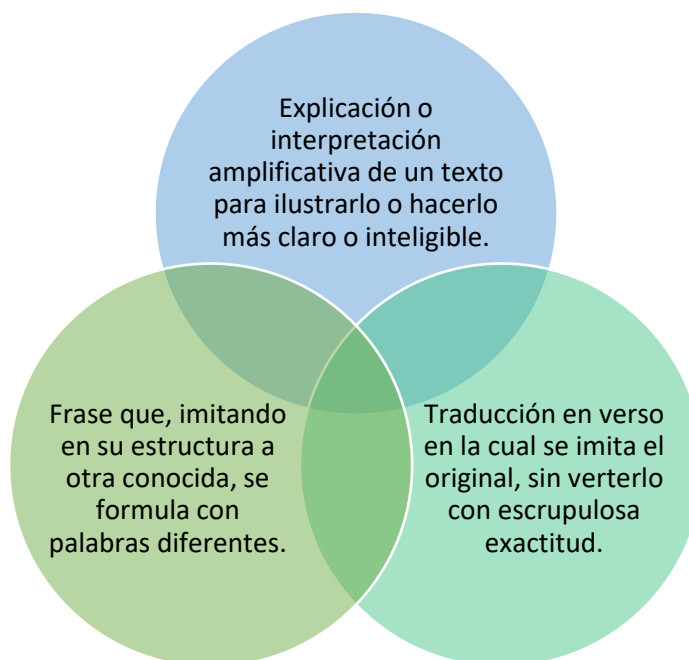 Explicación o
interpretación
amplificativa de un texto
para ilustrarlo o hacerlo
más claro o inteligible.
Frase que, imitando
en su estructura a
otra conocida, se
formula con
palabras diferentes.
Traducción en verso
en la cual se imita el
original, sin verterlo
con escrupulosa
exactitud.